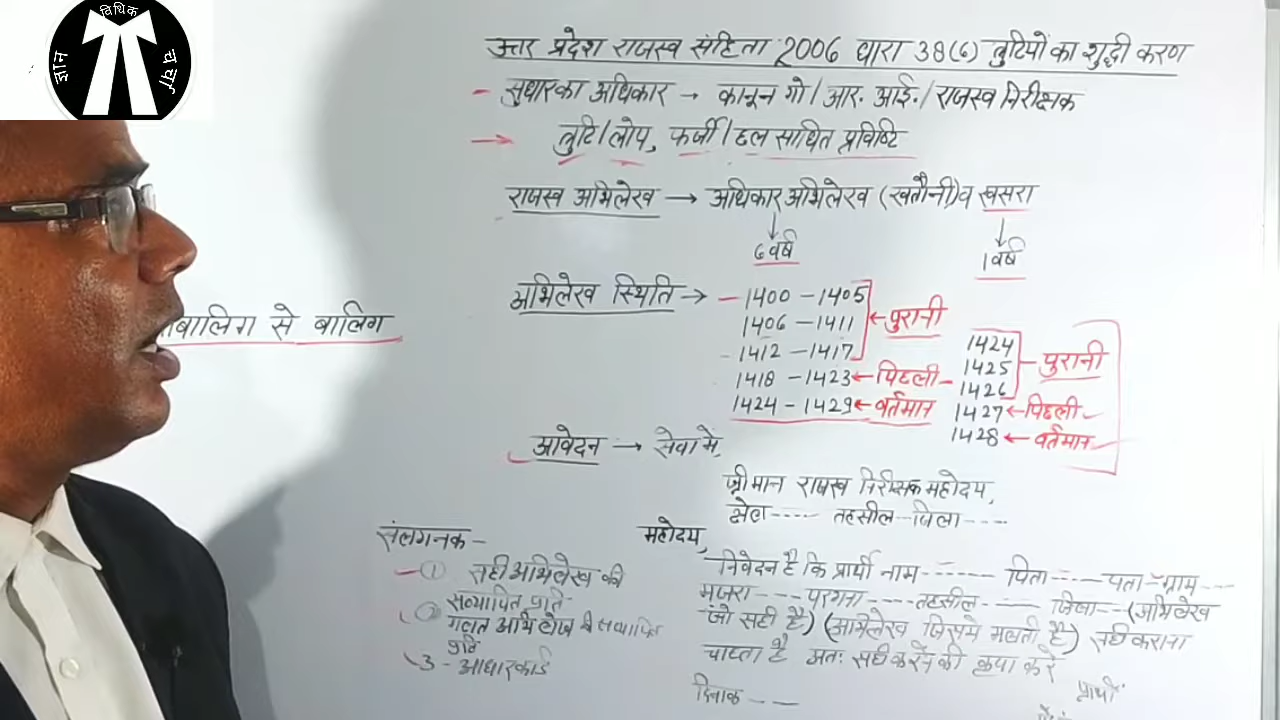 ज्ञान विधिक चर्चा
उत्तर प्रदेश राजस्व संहिता 2006 धारा 38(6) त्रुटियों का शुद्धी करण
- सुधार का अधिकार → कानून गो/आर. आई./राजस्व निरीक्षक
→ त्रुटि/लोप, फर्जी/छल साधित प्रविष्टि
राजस्व अभिलेख → अधिकार अभिलेख (खतौनी) व खसरा
6 वर्ष
1 वर्ष
बालिग से बालिग
अभिलेख स्थिति → 1400 - 1405
1406 - 1411 ← पुरानी
1412 - 1417
1418 - 1423 ← पिछली
1424 - 1429 ← वर्तमान
1424
1425 - पुरानी
1426
1427 ← पिछली
1428 ← वर्तमान
आवेदन → सेवा में,
श्रीमान राजस्व निरीक्षक महोदय,
क्षेत्र ---- तहसील -- जिला ----
संलगनक -
① सही अभिलेख की
सत्यापित प्रति
② गलत अभिलेख की सत्यापित
प्रति
3 - आधार कार्ड
महोदय,
निवेदन है कि प्रार्थी नाम ------- पिता ---- पता - ग्राम ---
मजरा --- परगना ---- तहसील ---- जिला -- (अभिलेख
जो सही है) (अभिलेख जिसमे गलती है) सही कराना
चाहता है अतः सही करने की कृपा करे
दिनाक - - —
प्रार्थी